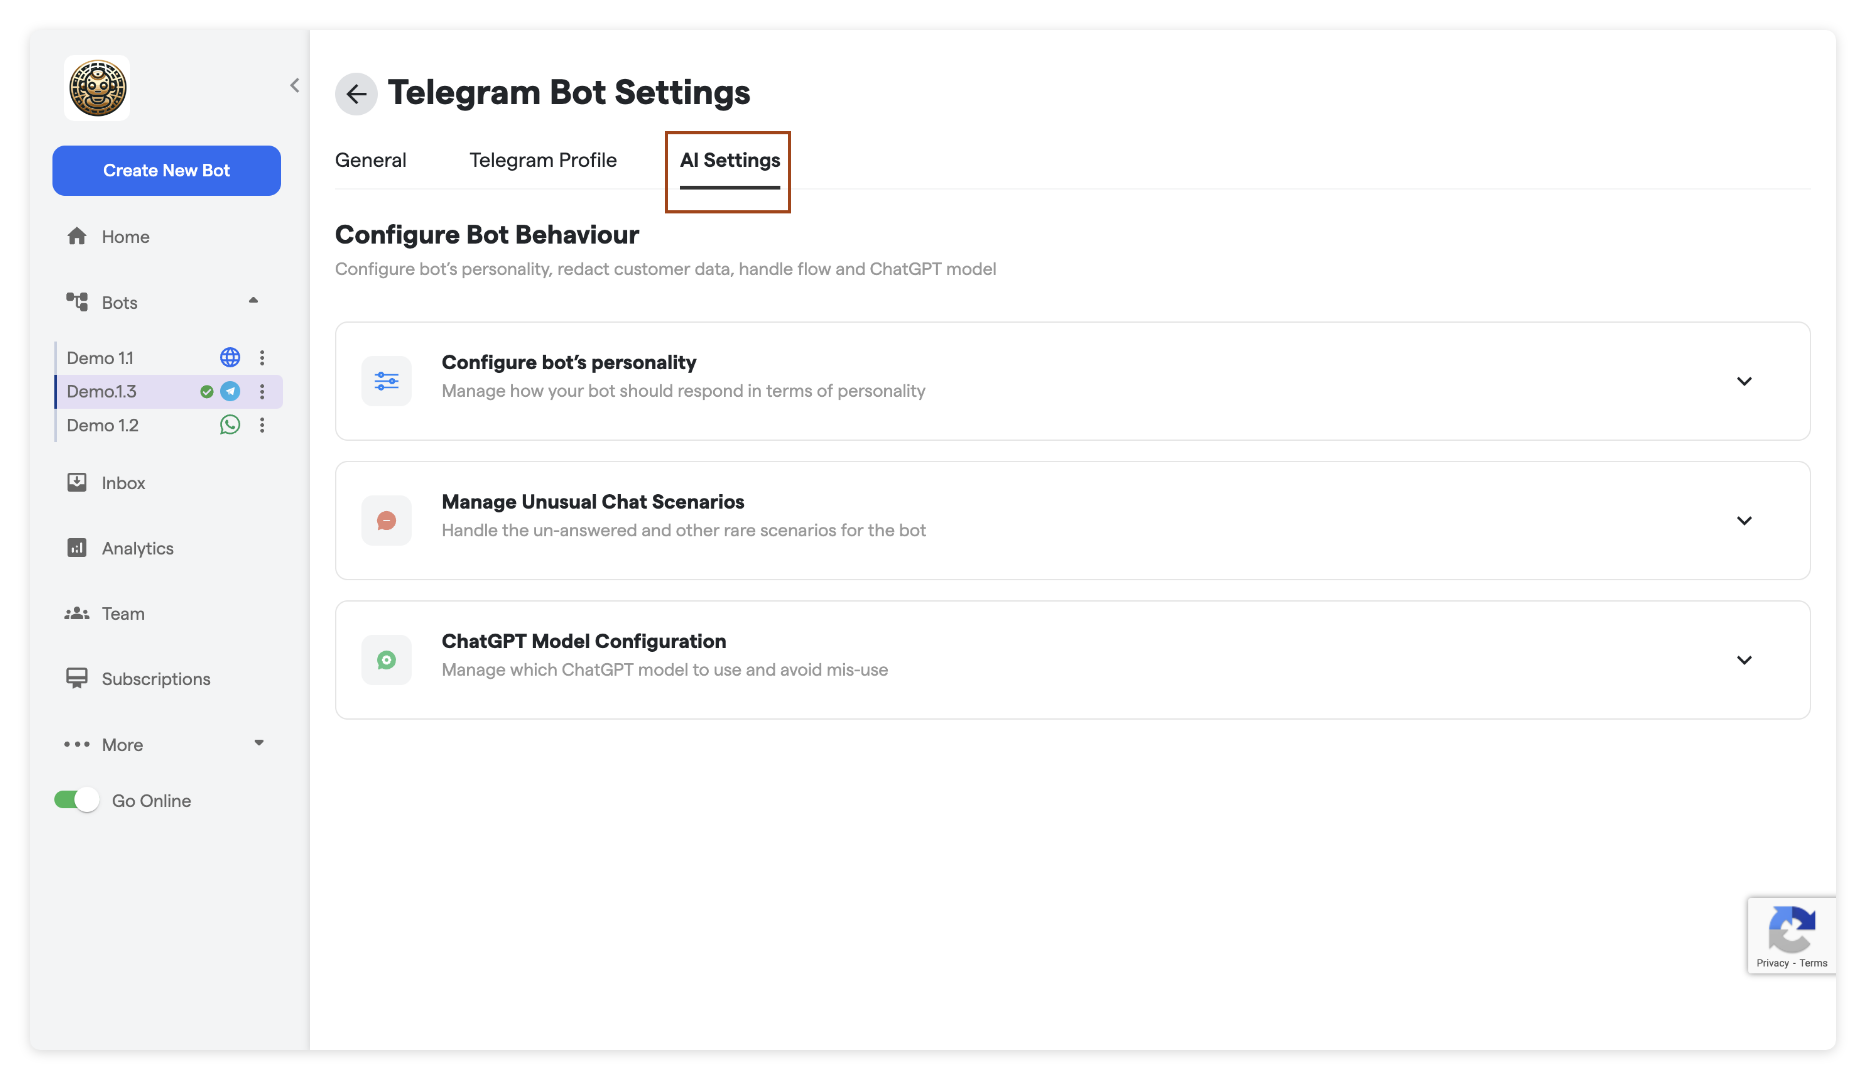 Create New Bot
Home
Bots
Demo 1.1
Demo.1.3
Demo 1.2
Inbox
Analytics
Team
Subscriptions
More
Go Online
Telegram Bot Settings
General
Telegram Profile
AI Settings
Configure Bot Behaviour
Configure bot’s personality, redact customer data, handle flow and ChatGPT model
Configure bot’s personality
Manage how your bot should respond in terms of personality
Manage Unusual Chat Scenarios
Handle the un-answered and other rare scenarios for the bot
ChatGPT Model Configuration
Manage which ChatGPT model to use and avoid mis-use
Privacy - Terms